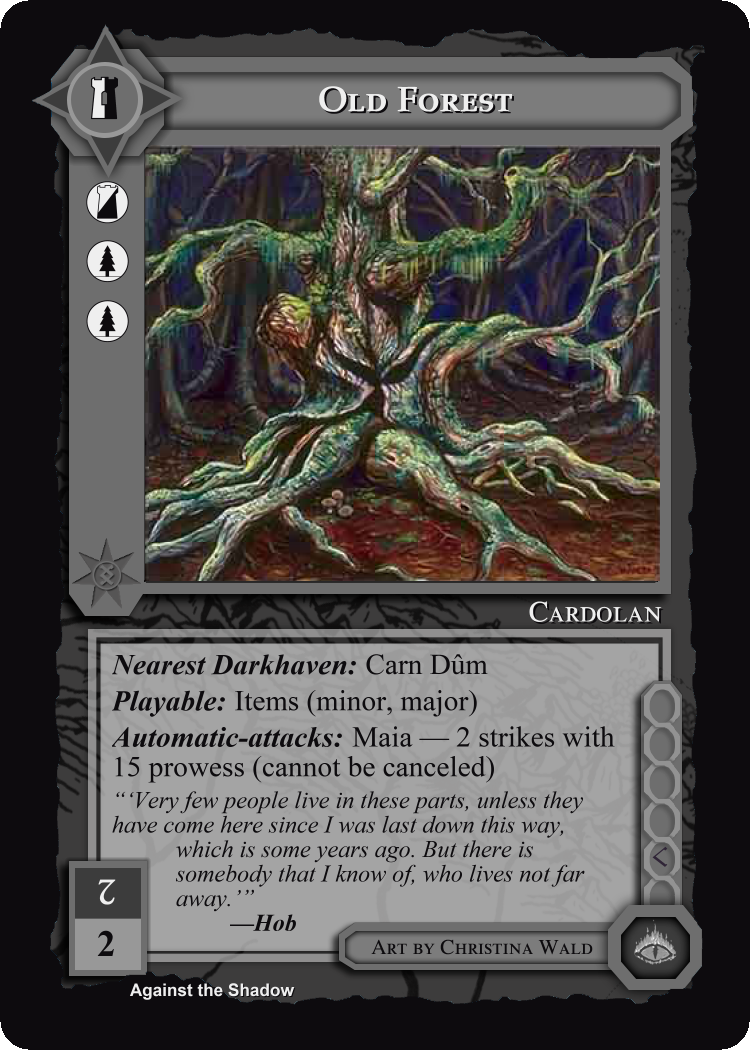 Old Forest
Cardolan
Nearest Darkhaven: Carn Dûm
Playable: Items (minor, major)
Automatic-attacks: Maia — 2 strikes with
15 prowess (cannot be canceled)
“‘Very few people live in these parts, unless they
have come here since I was last down this way,
which is some years ago. But there is
somebody that I know of, who lives not far
away.’”
—Hob
2
2
Art by Christina Wald
Against the Shadow